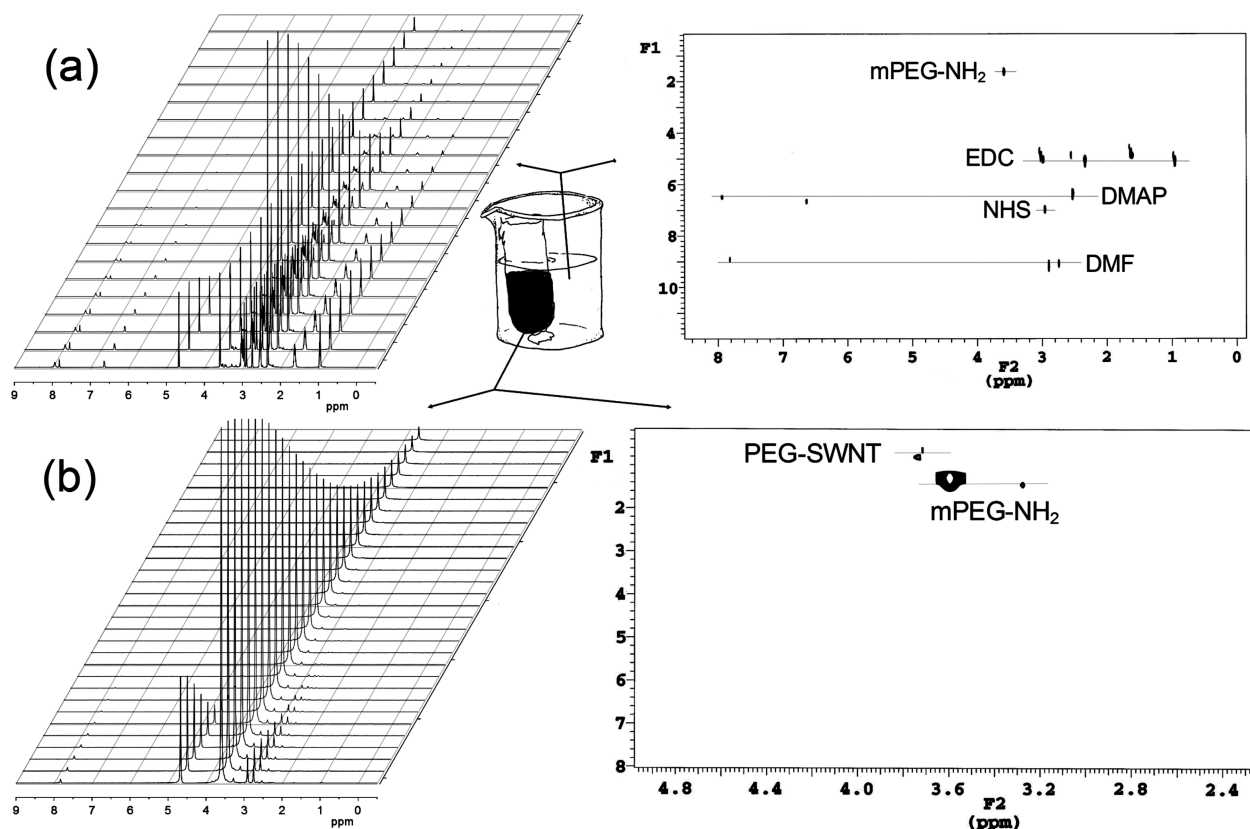 (a)
9 8 7 6 5 4 3 2 1 0
ppm
F1
2
4
6
8
10
mPEG-NH₂
EDC
DMAP
NHS
DMF
8 7 6 5 4 3 2 1 0
F2
(ppm)
(b)
9 8 7 6 5 4 3 2 1 0
ppm
F1
2
3
4
5
6
7
8
PEG-SWNT
mPEG-NH₂
4.8 4.4 4.0 3.6 3.2 2.8 2.4
F2
(ppm)